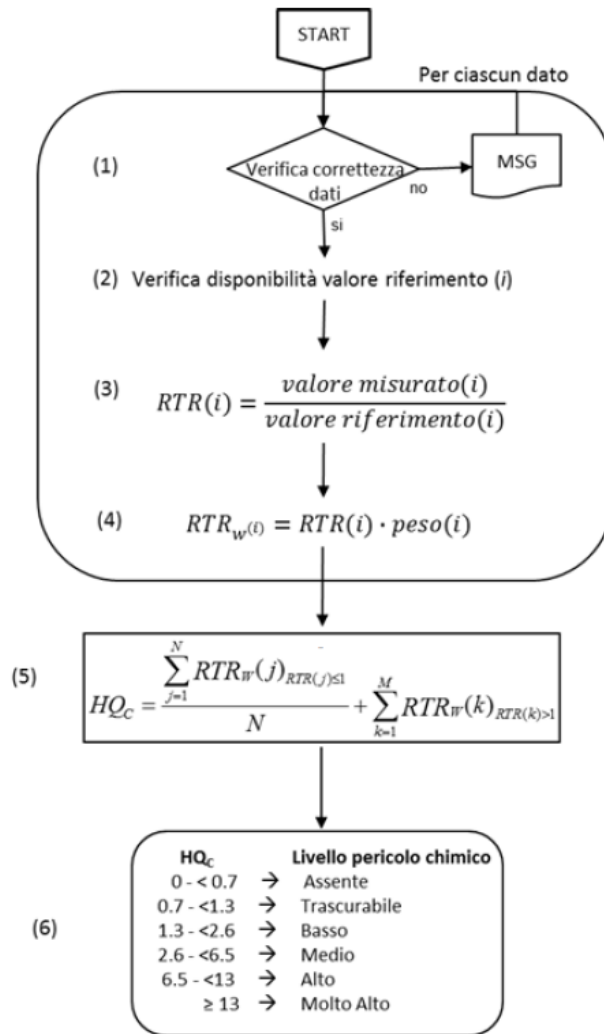 START
Per ciascun dato
(1)
Verifica correttezza
dati
no
MSG
si
(2) Verifica disponibilità valore riferimento (i)
(3)
RTR(i) = valore misurato(i) / valore riferimento(i)
(4)
RTR_w(i) = RTR(i) · peso(i)
(5)
HQ_C = ∑_{j=1}^{N} RTR_W(j)_{RTR(j)≤1} / N + ∑_{k=1}^{M} RTR_W(k)_{RTR(k)>1}
(6)
HQ_C Livello pericolo chimico
0 - < 0.7 → Assente
0.7 - <1.3 → Trascurabile
1.3 - <2.6 → Basso
2.6 - <6.5 → Medio
6.5 - <13 → Alto
≥ 13 → Molto Alto